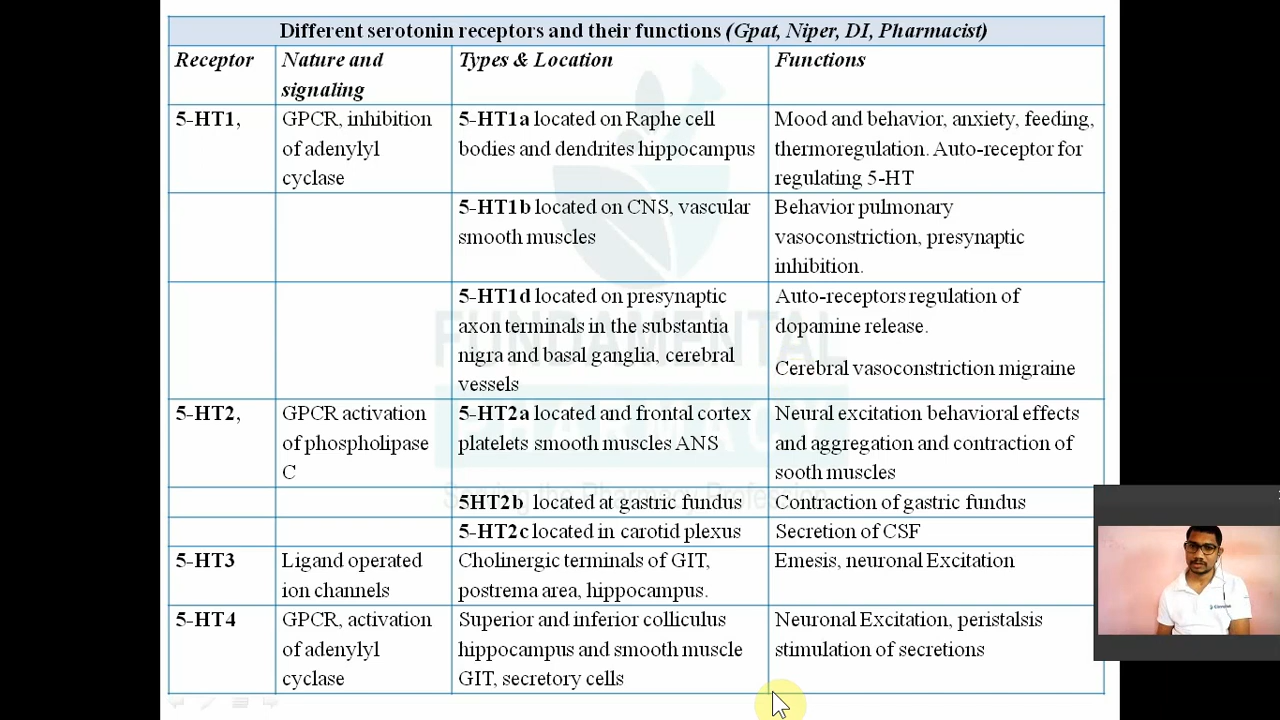 Different serotonin receptors and their functions (Gpat, Niper, DI, Pharmacist)
Receptor
Nature and
signaling
Types & Location
Functions
5-HT1,
GPCR, inhibition
of adenylyl
cyclase
5-HT1a located on Raphe cell
bodies and dendrites hippocampus
Mood and behavior, anxiety, feeding,
thermoregulation. Auto-receptor for
regulating 5-HT
5-HT1b located on CNS, vascular
smooth muscles
Behavior pulmonary
vasoconstriction, presynaptic
inhibition.
5-HT1d located on presynaptic
axon terminals in the substantia
nigra and basal ganglia, cerebral
vessels
Auto-receptors regulation of
dopamine release.
Cerebral vasoconstriction migraine
5-HT2,
GPCR activation
of phospholipase
C
5-HT2a located and frontal cortex
platelets smooth muscles ANS
Neural excitation behavioral effects
and aggregation and contraction of
sooth muscles
5HT2b located at gastric fundus
Contraction of gastric fundus
5-HT2c located in carotid plexus
Secretion of CSF
5-HT3
Ligand operated
ion channels
Cholinergic terminals of GIT,
postrema area, hippocampus.
Emesis, neuronal Excitation
5-HT4
GPCR, activation
of adenylyl
cyclase
Superior and inferior colliculus
hippocampus and smooth muscle
GIT, secretory cells
Neuronal Excitation, peristalsis
stimulation of secretions
FUNDAMENTAL
PHARMACY
Serving the Pharmacy Profession